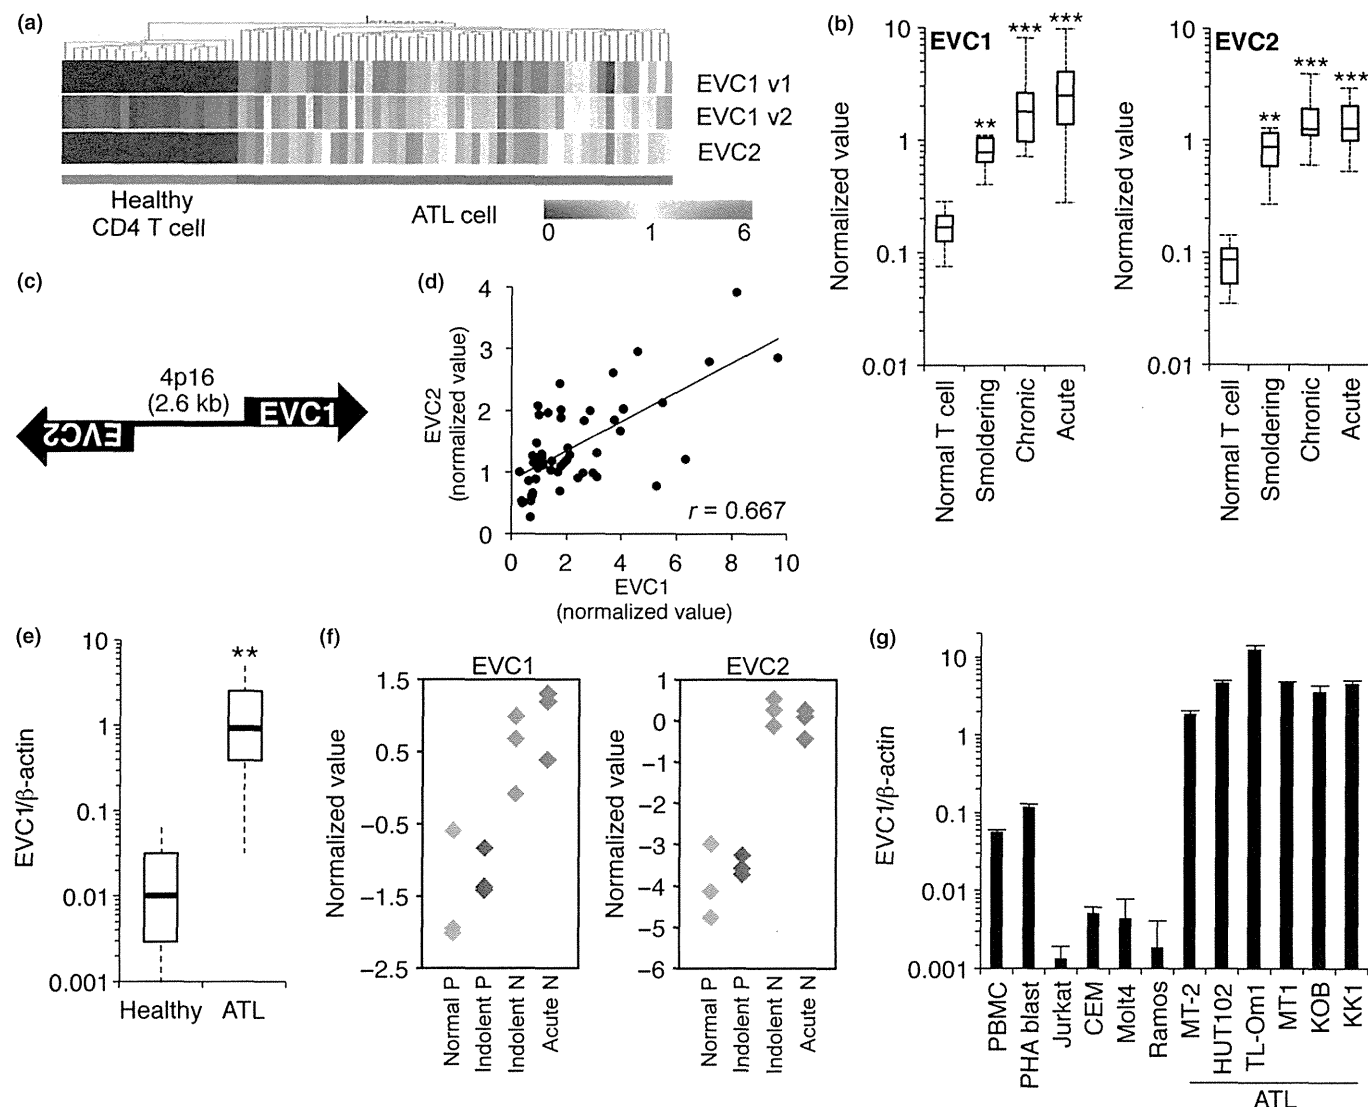 (a)
EVC1 v1
EVC1 v2
EVC2
Healthy
CD4 T cell
ATL cell
0 1 6
(b)
EVC1
Normalized value
10
1
0.1
0.01
**
***
***
Normal T cell
Smoldering
Chronic
Acute
EVC2
Normalized value
10
1
0.1
0.01
**
***
***
Normal T cell
Smoldering
Chronic
Acute
(c)
4p16
(2.6 kb)
EVC2
EVC1
(d)
EVC2
(normalized value)
4
3
2
1
0
r = 0.667
0 2 4 6 8 10
EVC1
(normalized value)
(e)
EVC1/β-actin
10
1
0.1
0.01
0.001
**
Healthy ATL
(f)
EVC1
Normalized value
1.5
0.5
−0.5
−1.5
−2.5
Normal P
Indolent P
Indolent N
Acute N
EVC2
Normalized value
1
0
−1
−2
−3
−4
−5
−6
Normal P
Indolent P
Indolent N
Acute N
(g)
EVC1/β-actin
10
1
0.1
0.01
0.001
PBMC
PHA blast
Jurkat
CEM
Molt4
Ramos
MT-2
HUT102
TL-Om1
MT1
KOB
KK1
ATL